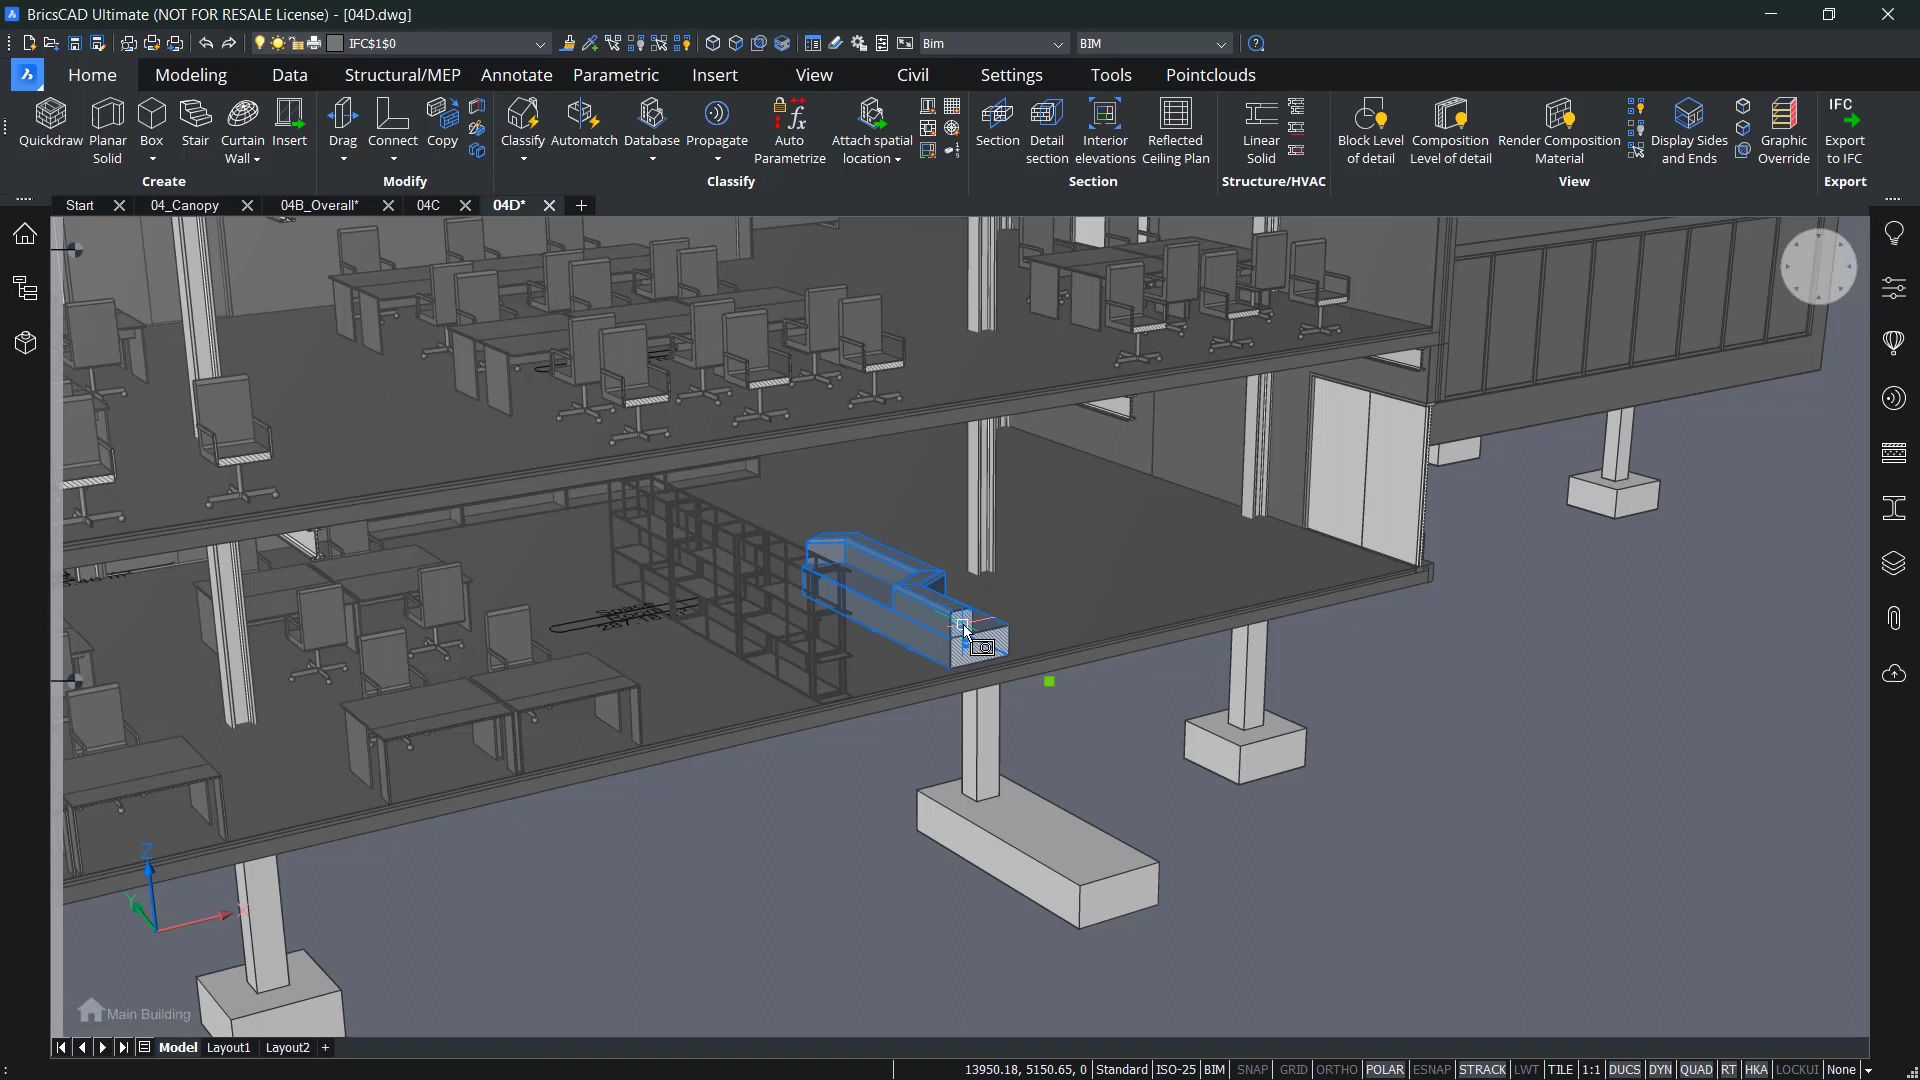 BricsCAD Ultimate (NOT FOR RESALE License) - [04D.dwg]
IFC$1$0
Bim
BIM
Home Modeling Data Structural/MEP Annotate Parametric Insert View Civil Settings Tools Pointclouds
Quickdraw
Planar Solid
Box
Stair
Curtain Wall
Insert
Create
Drag
Connect
Copy
Modify
Classify
Automatch
Database
Propagate
fx
Auto Parametrize
Attach spatial location
Classify
Section
Detail section
Interior elevations
Reflected Ceiling Plan
Section
Linear Solid
Structure/HVAC
Block Level of detail
Composition Level of detail
Render Composition Material
Display Sides and Ends
Graphic Override
View
IFC
Export to IFC
Export
Start 04_Canopy 04B_Overall* 04C 04D*
Space
Room
Z
Y
X
Main Building
Model Layout1 Layout2 +
: 13950.18, 5150.65, 0 Standard ISO-25 BIM SNAP GRID ORTHO POLAR ESNAP STRACK LWT TILE 1:1 DUCS DYN QUAD RT HKA LOCKUI None